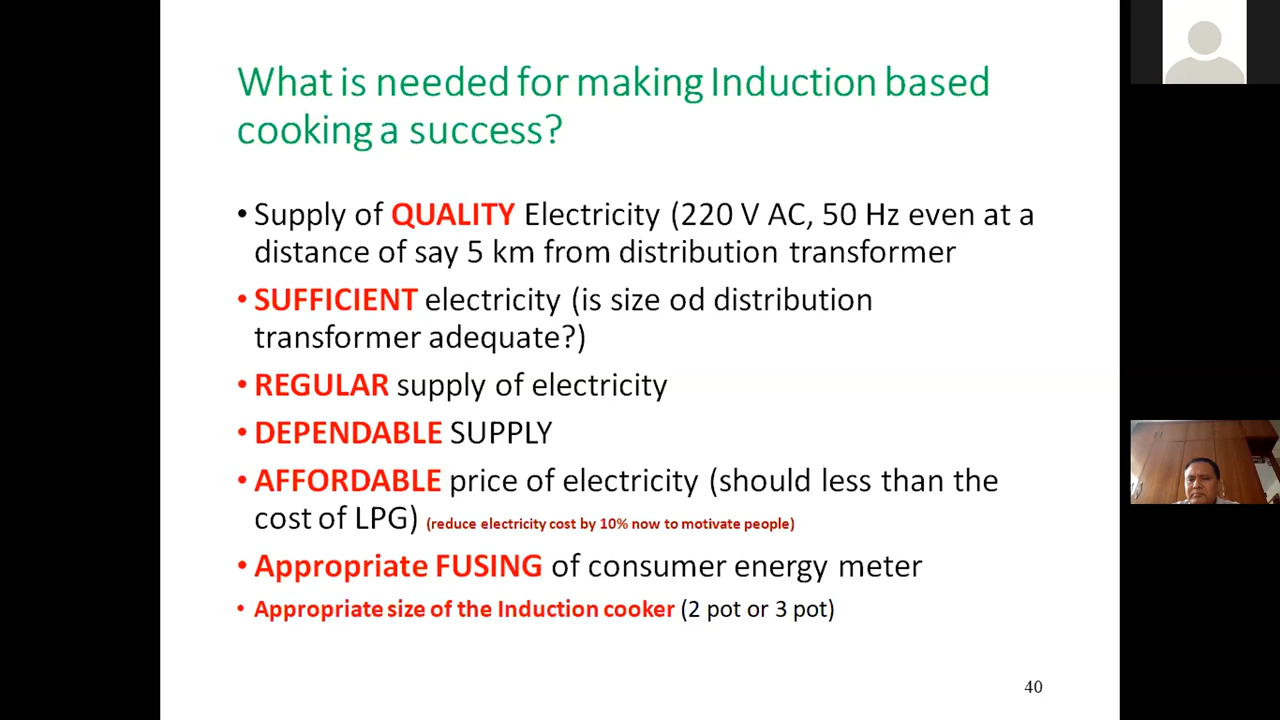 What is needed for making Induction based
cooking a success?
• Supply of QUALITY Electricity (220 V AC, 50 Hz even at a
distance of say 5 km from distribution transformer
• SUFFICIENT electricity (is size od distribution
transformer adequate?)
• REGULAR supply of electricity
• DEPENDABLE SUPPLY
• AFFORDABLE price of electricity (should less than the
cost of LPG) (reduce electricity cost by 10% now to motivate people)
• Appropriate FUSING of consumer energy meter
• Appropriate size of the Induction cooker (2 pot or 3 pot)
40